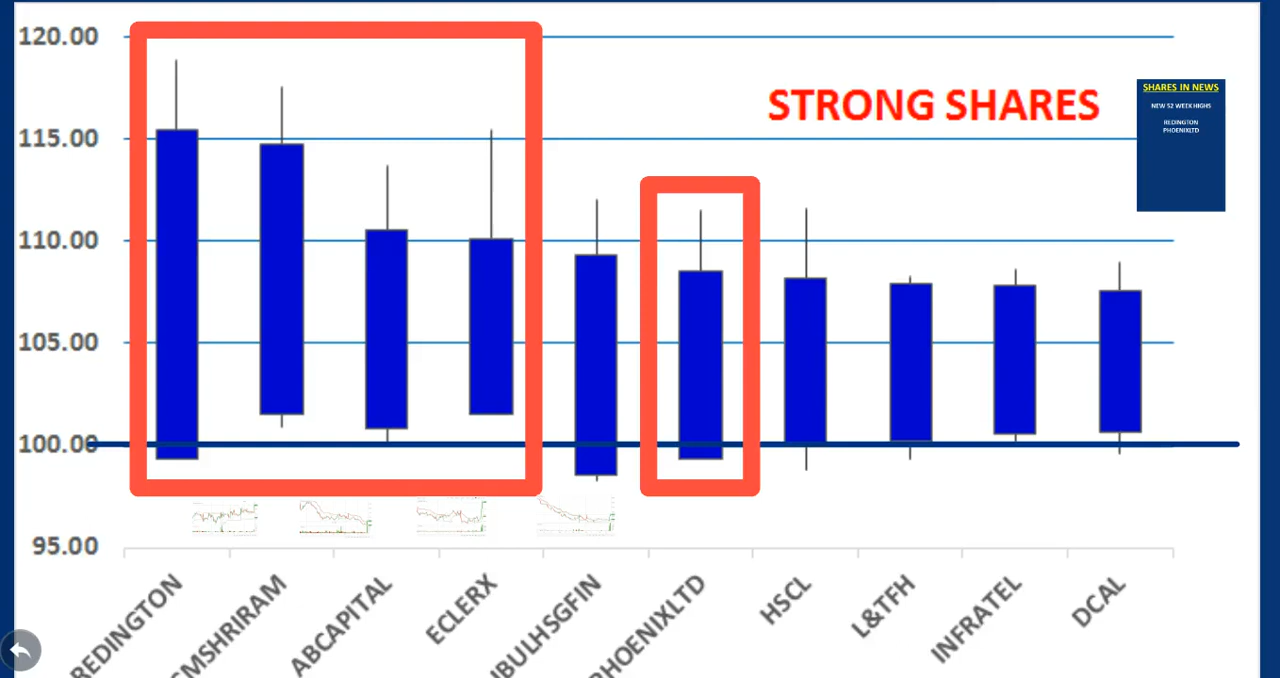 120.00
115.00
110.00
105.00
100.00
95.00
STRONG SHARES
SHARES IN NEWS
NEW 52 WEEK HIGHS
REDINGTON
PHOENIXLTD
REDINGTON
CMSHRIRAM
ABCAPITAL
ECLERX
IBULHSGFIN
PHOENIXLTD
HSCL
L&TFH
INFRATEL
DCAL